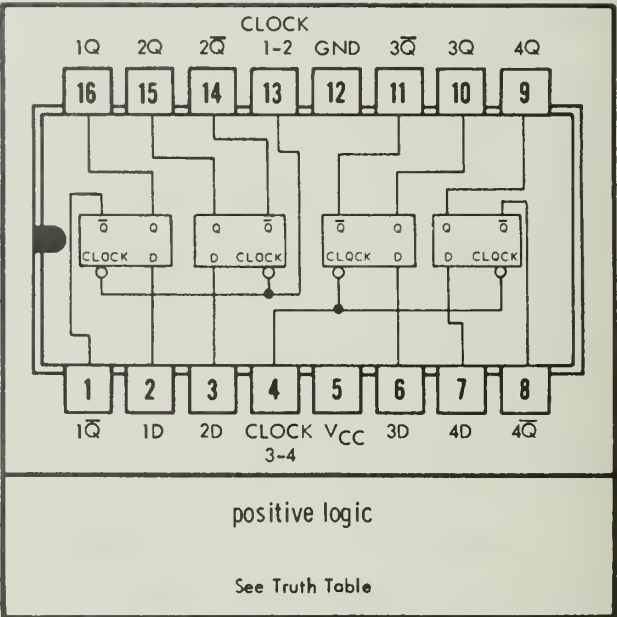 CLOCK
1Q 2Q 2Q̅ 1-2 GND 3Q̅ 3Q 4Q
16 15 14 13 12 11 10 9
Q̅ Q Q Q̅ Q̅ Q Q Q̅
CLOCK D D CLOCK CLOCK D D CLOCK
1 2 3 4 5 6 7 8
1Q̅ 1D 2D CLOCK VCC 3D 4D 4Q̅
3-4
positive logic
See Truth Table